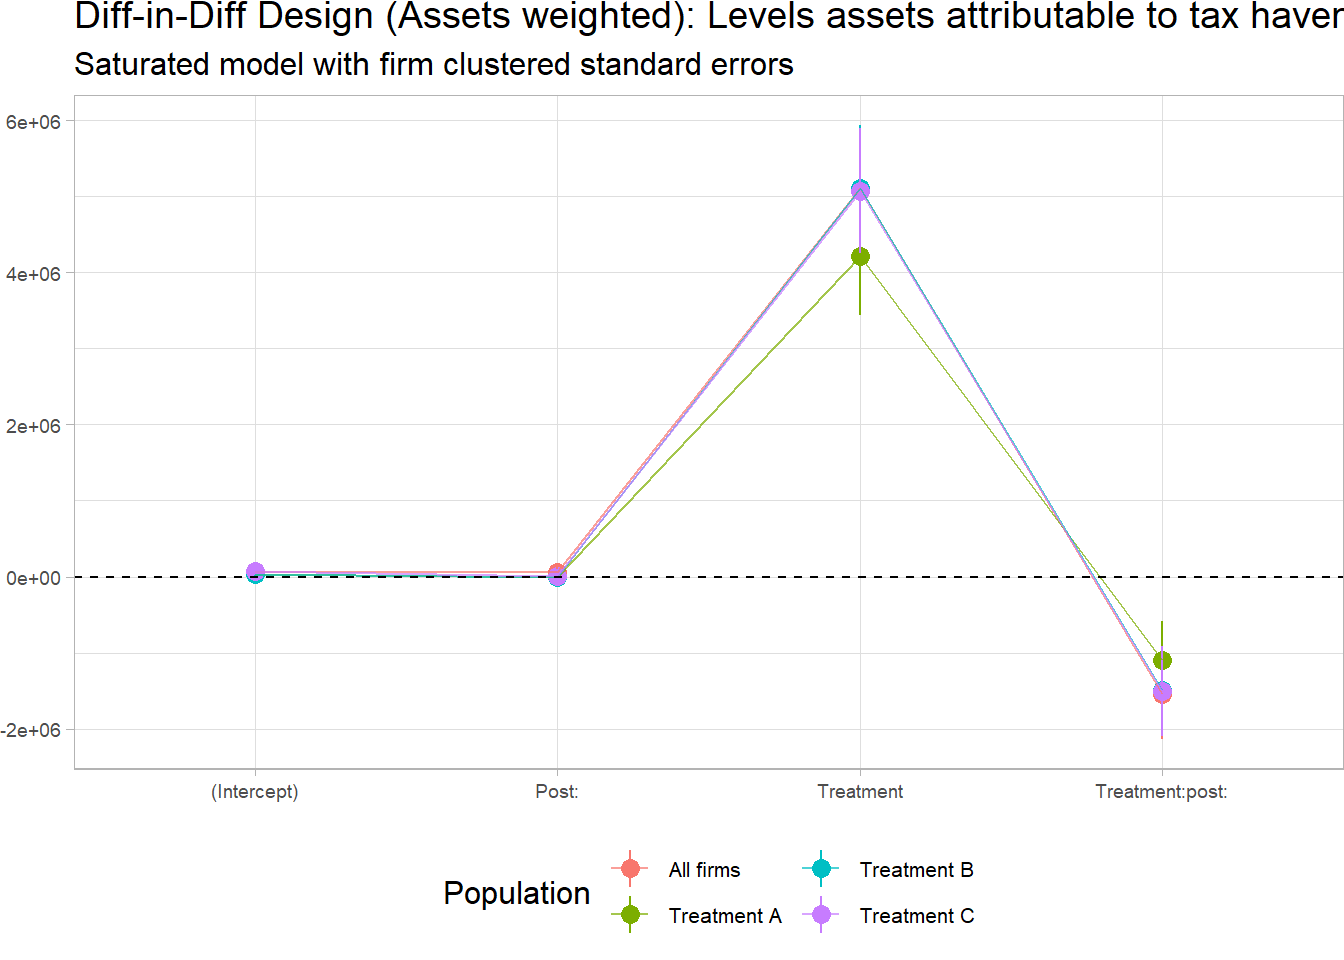 Diff-in-Diff Design (Assets weighted): Levels assets attributable to tax haven
Saturated model with firm clustered standard errors
6e+06
4e+06
2e+06
0e+00
-2e+06
(Intercept) Post: Treatment Treatment:post:
Population
All firms Treatment B
Treatment A Treatment C